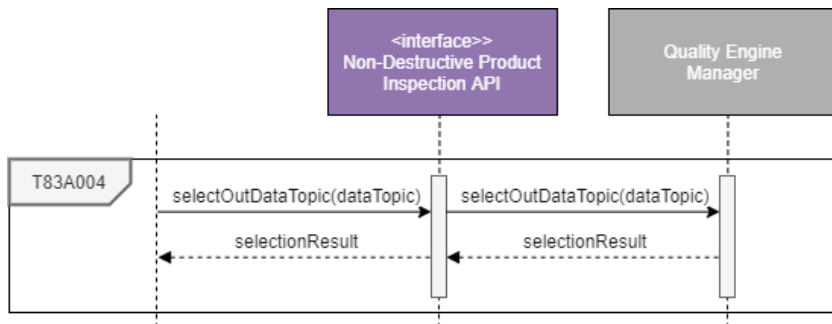 <interface>>
Non-Destructive Product
Inspection API
Quality Engine
Manager
T83A004
selectOutDataTopic(dataTopic)
selectOutDataTopic(dataTopic)
selectionResult
selectionResult